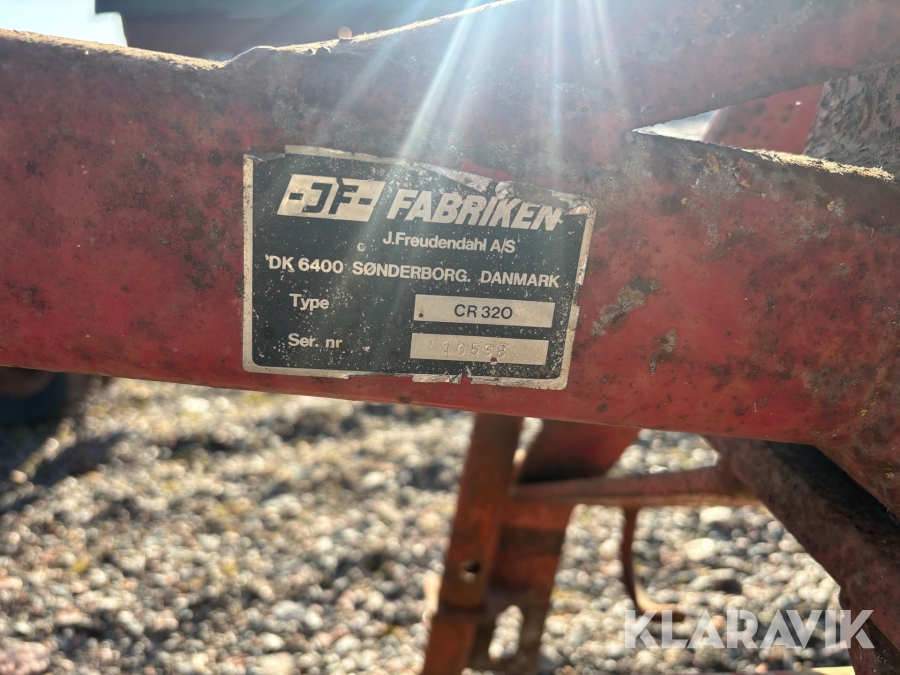 JF FABRIKEN
J.Freudendahl A/S
DK 6400 SØNDERBORG. DANMARK
Type CR 320
Ser. nr
KLARAVIK